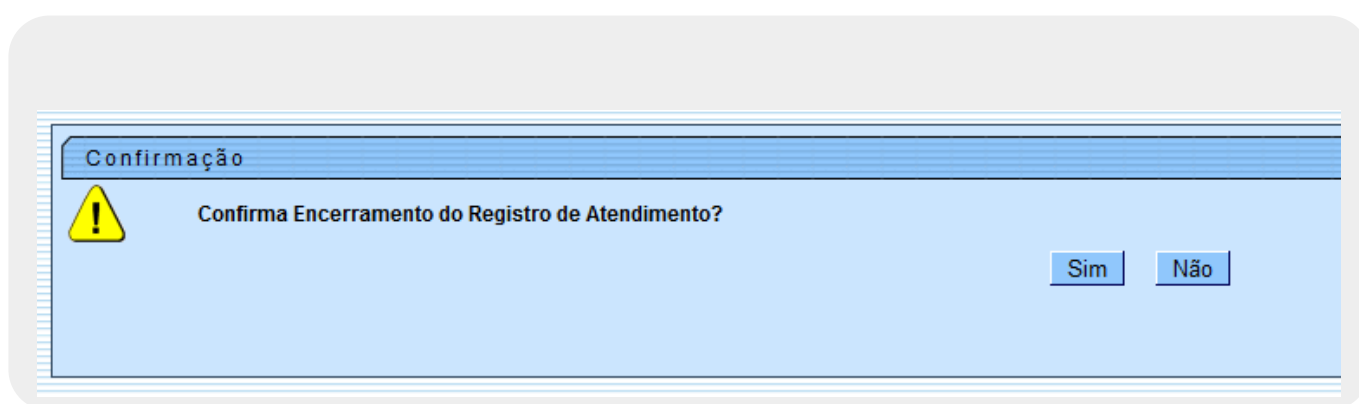 Confirmação
Confirma Encerramento do Registro de Atendimento?
Sim Não